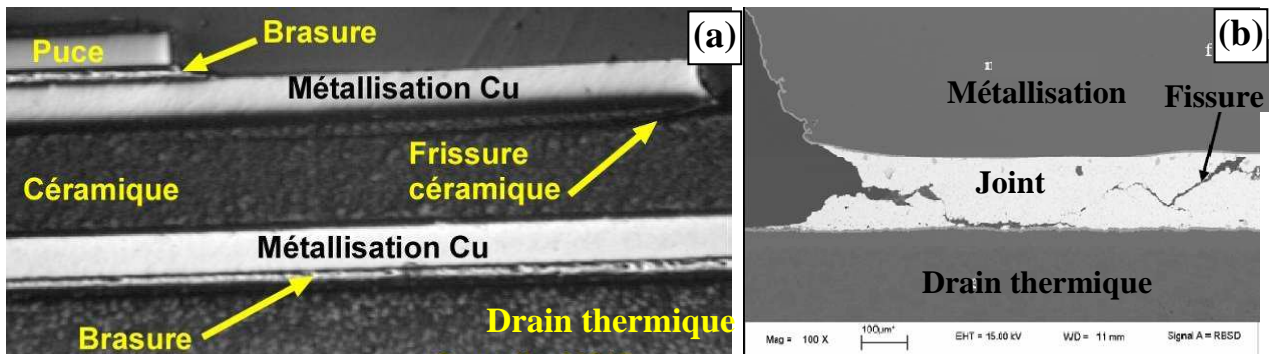 Puce
Brasure
(a)
Métallisation Cu
Céramique
Frissure
céramique
Métallisation Cu
Brasure
Drain thermique
(b)
f
n
Métallisation
Fissure
Joint
Drain thermique
Mag = 100 X
100µm*
EHT = 15.00 kV
WD = 11 mm
Signal A = RBSD